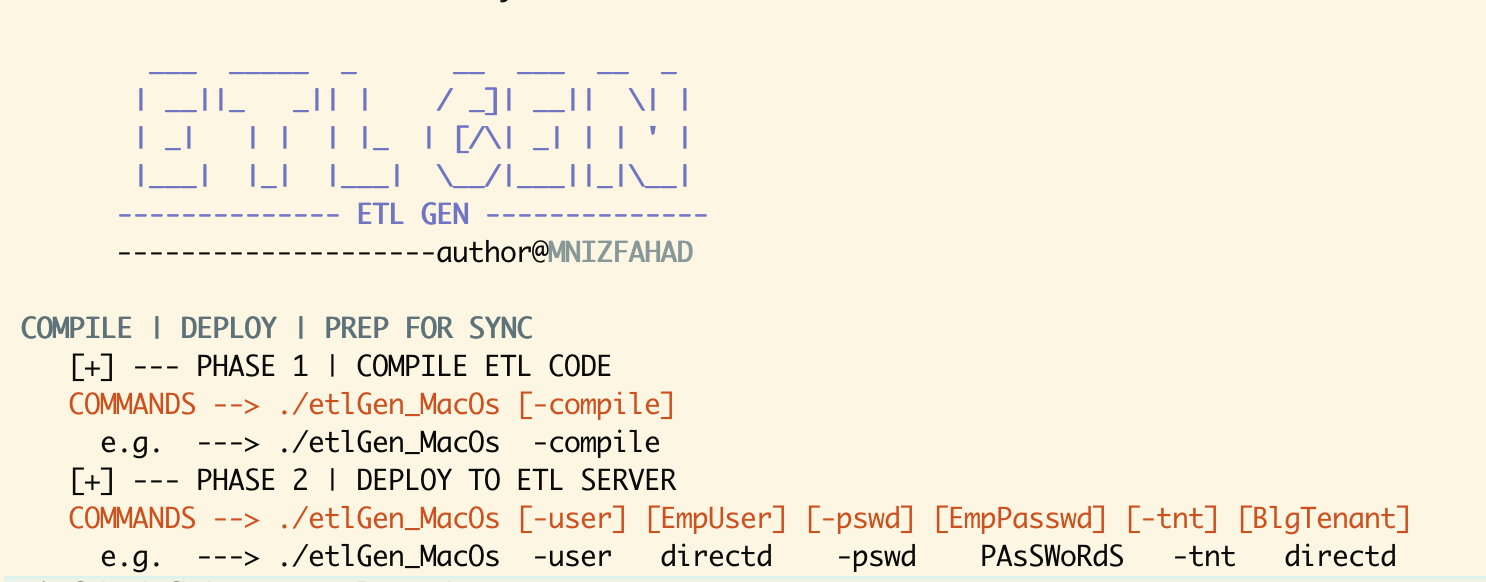 ___  _____  _      __  ___  __  _
| __||_   _|| |    / _]| __||  \| |
| _|   | |  | |_  | [/\| _| | | ' |
|___|  |_|  |___|  \__/|___||_|\__|
-------------- ETL GEN --------------
--------------------author@MNIZFAHAD
COMPILE | DEPLOY | PREP FOR SYNC
[+] --- PHASE 1 | COMPILE ETL CODE
COMMANDS --> ./etlGen_MacOs [-compile]
e.g.  ---> ./etlGen_MacOs  -compile
[+] --- PHASE 2 | DEPLOY TO ETL SERVER
COMMANDS --> ./etlGen_MacOs [-user] [EmpUser] [-pswd] [EmpPasswd] [-tnt] [BlgTenant]
e.g.  ---> ./etlGen_MacOs  -user   directd    -pswd    PAsSWoRdS   -tnt   directd